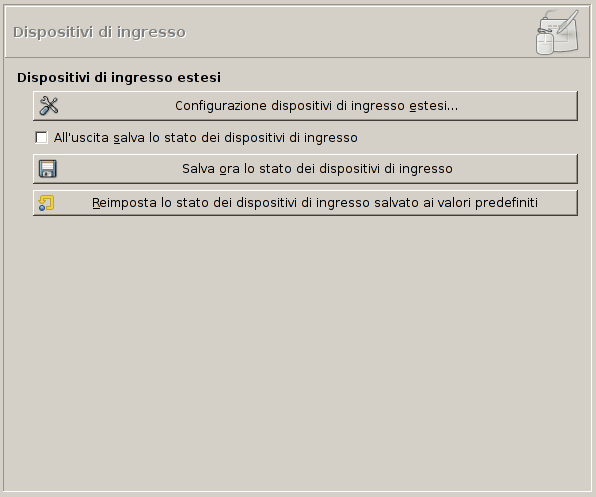 Dispositivi di ingresso
Dispositivi di ingresso estesi
Configurazione dispositivi di ingresso estesi...
All'uscita salva lo stato dei dispositivi di ingresso
Salva ora lo stato dei dispositivi di ingresso
Reimposta lo stato dei dispositivi di ingresso salvato ai valori predefiniti